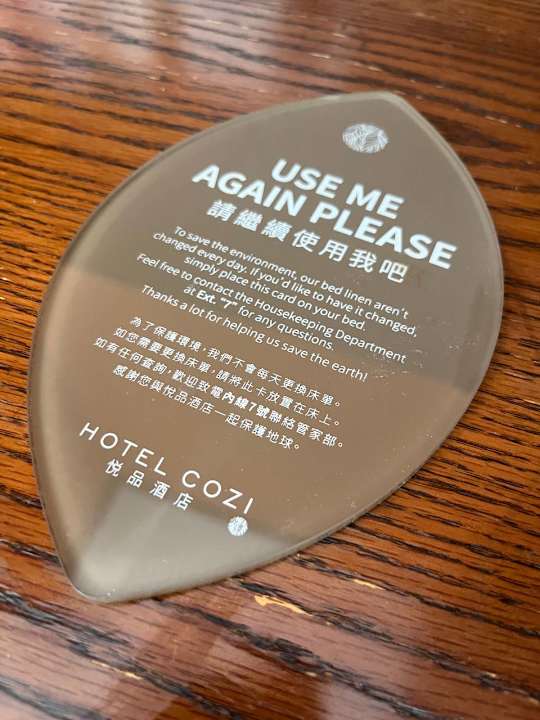 USE ME
AGAIN PLEASE
請繼續使用我吧
To save the environment, our bed linen aren't
changed every day. If you'd like to have it changed,
simply place this card on your bed.
Feel free to contact the Housekeeping Department
at Ext. "7" for any questions.
Thanks a lot for helping us save the earth!
為了保護環境，我們不會每天更換床單。
如您需要更換床單，請將此卡放置在床上。
如有任何查詢，歡迎致電內線7號聯絡管家部。
感謝您與悅品酒店一起保護地球。
HOTEL COZI
悅品酒店